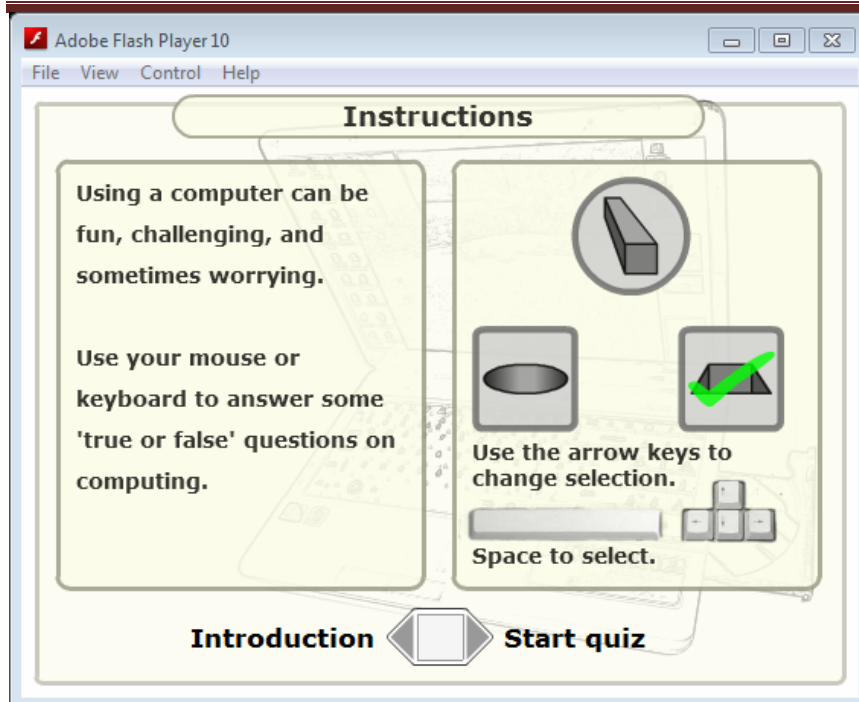 Adobe Flash Player 10
File View Control Help
Instructions
Using a computer can be
fun, challenging, and
sometimes worrying.
Use your mouse or
keyboard to answer some
'true or false' questions on
computing.
Use the arrow keys to
change selection.
Space to select.
Introduction
Start quiz